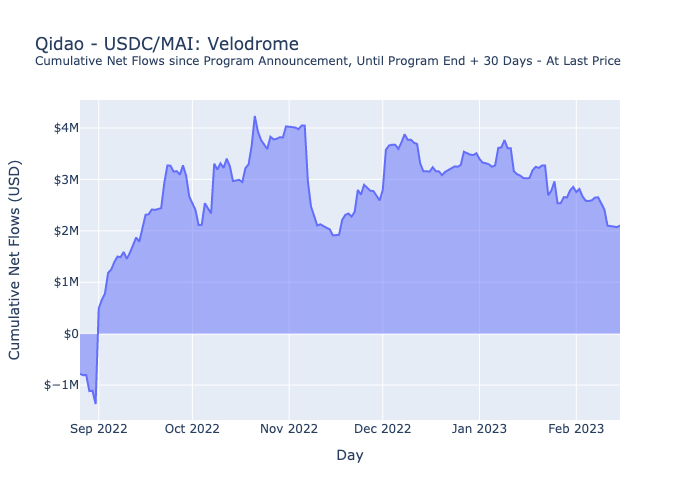 Qidao - USDC/MAI: Velodrome
Cumulative Net Flows since Program Announcement, Until Program End + 30 Days - At Last Price
Cumulative Net Flows (USD)
$4M
$3M
$2M
$1M
$0
$−1M
Sep 2022 Oct 2022 Nov 2022 Dec 2022 Jan 2023 Feb 2023
Day